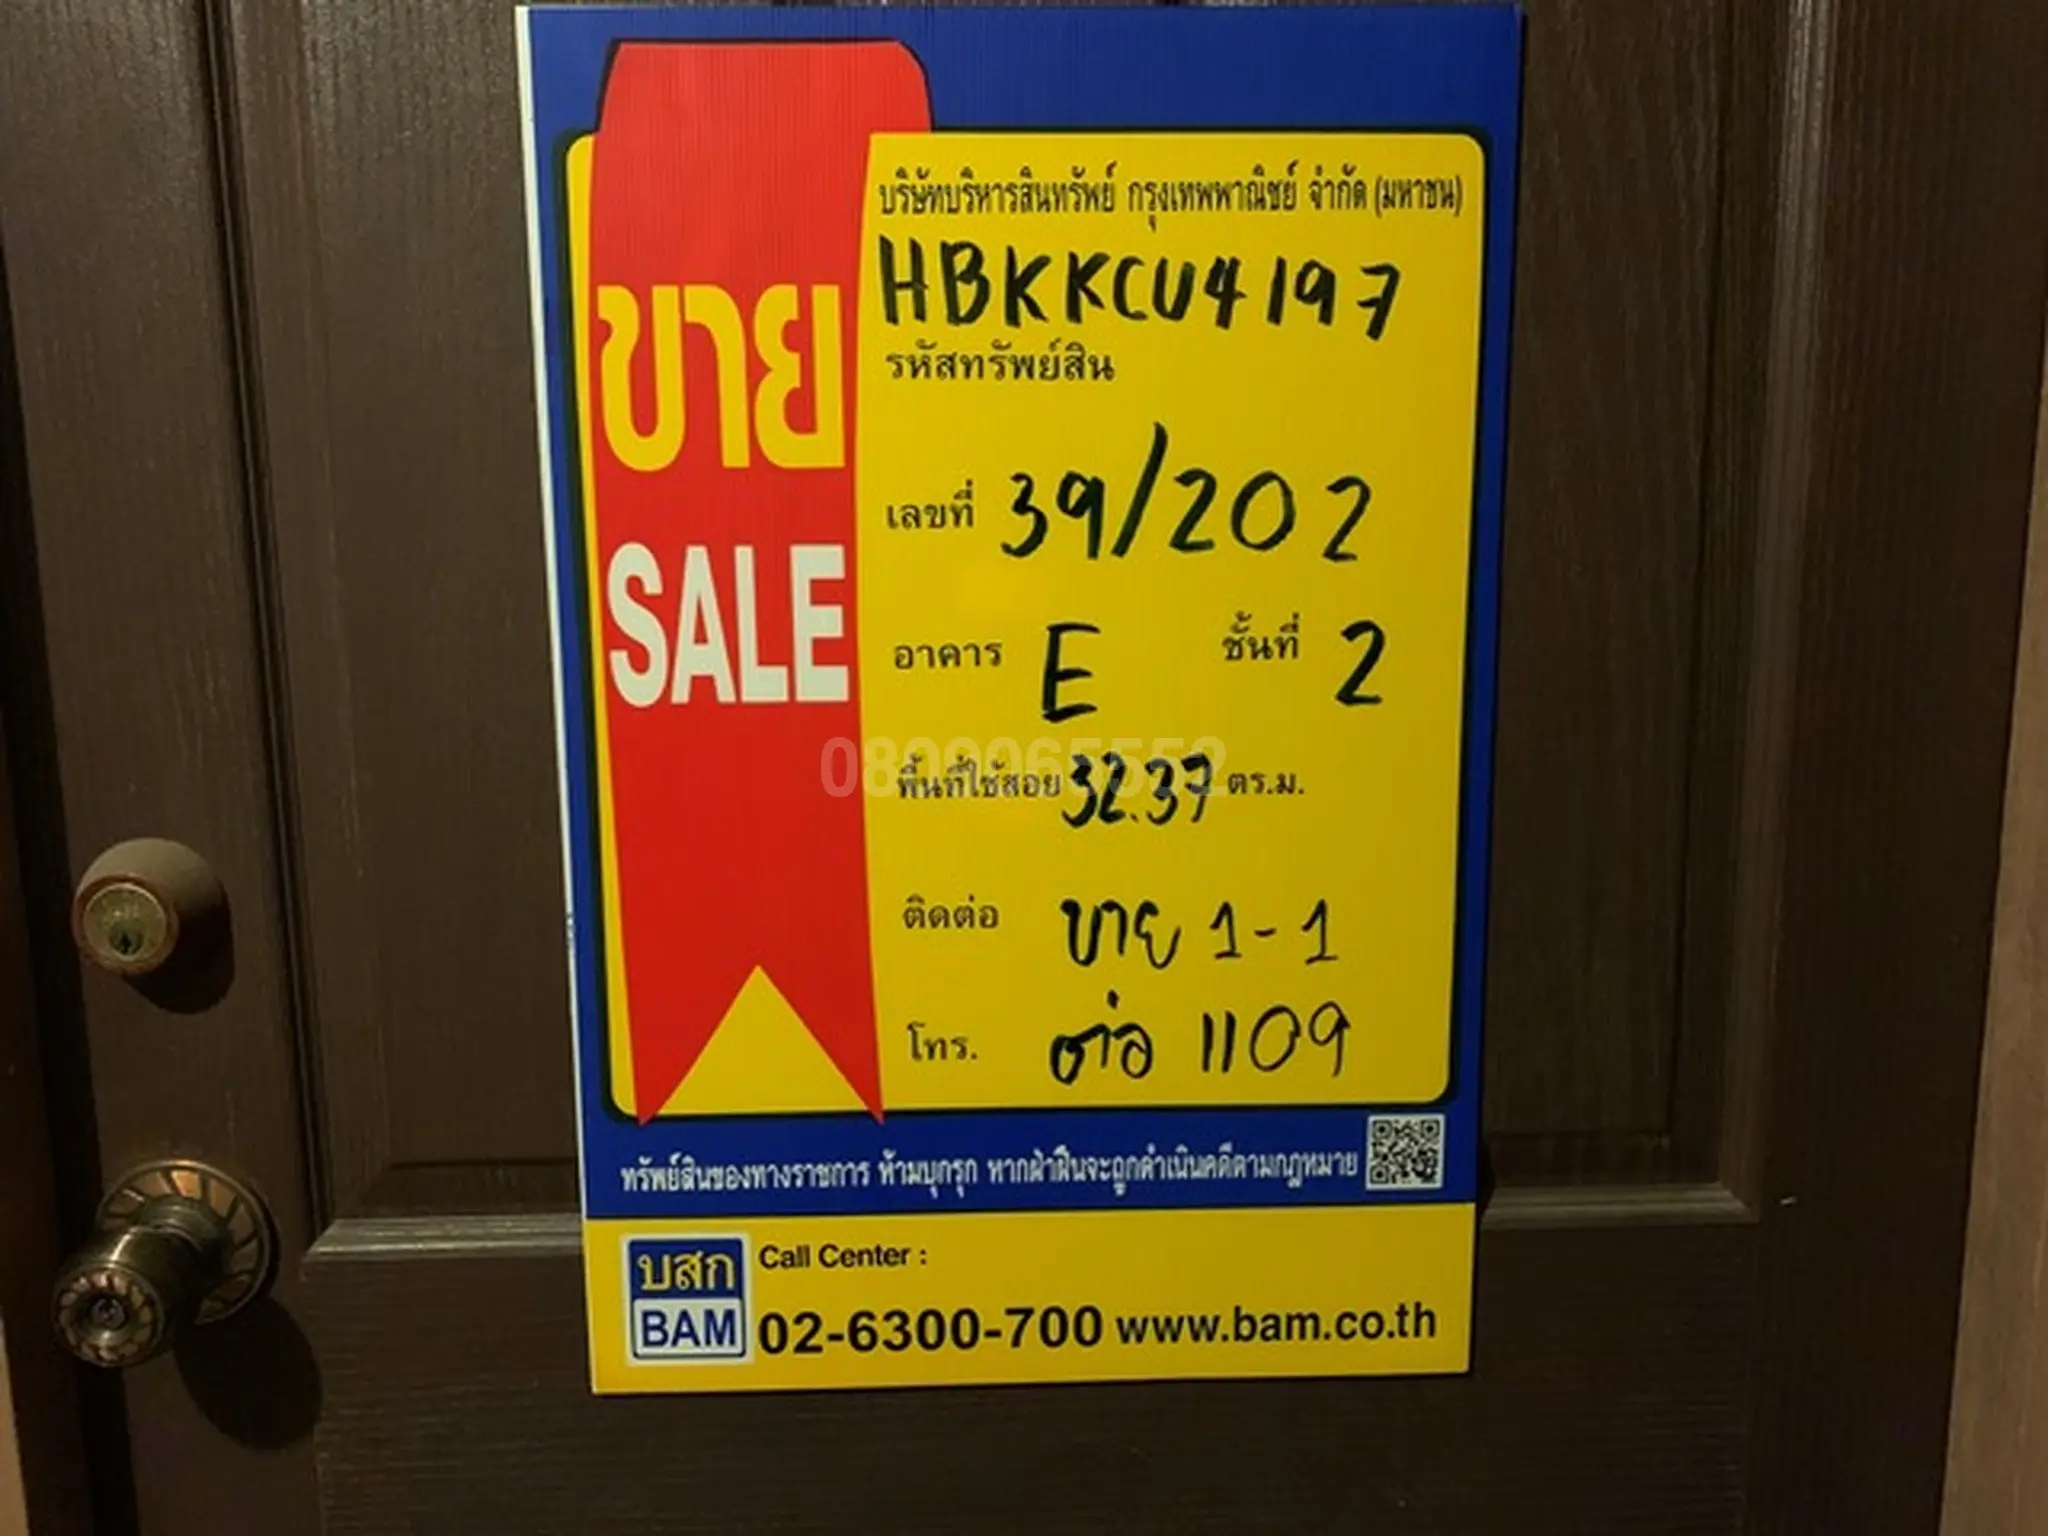 บริษัทบริหารสินทรัพย์ กรุงเทพพาณิชย์ จำกัด (มหาชน)
HBKKCU4197
รหัสทรัพย์สิน
ขาย
SALE
เลขที่ 39/202
อาคาร E ชั้นที่ 2
พื้นที่ใช้สอย 32.37 ตร.ม.
ติดต่อ ขาย 1-1
โทร. ต่อ 1109
ทรัพย์สินของทางราชการ ห้ามบุกรุก หากฝ่าฝืนจะถูกดำเนินคดีตามกฎหมาย
บสก
BAM
Call Center :
02-6300-700 www.bam.co.th